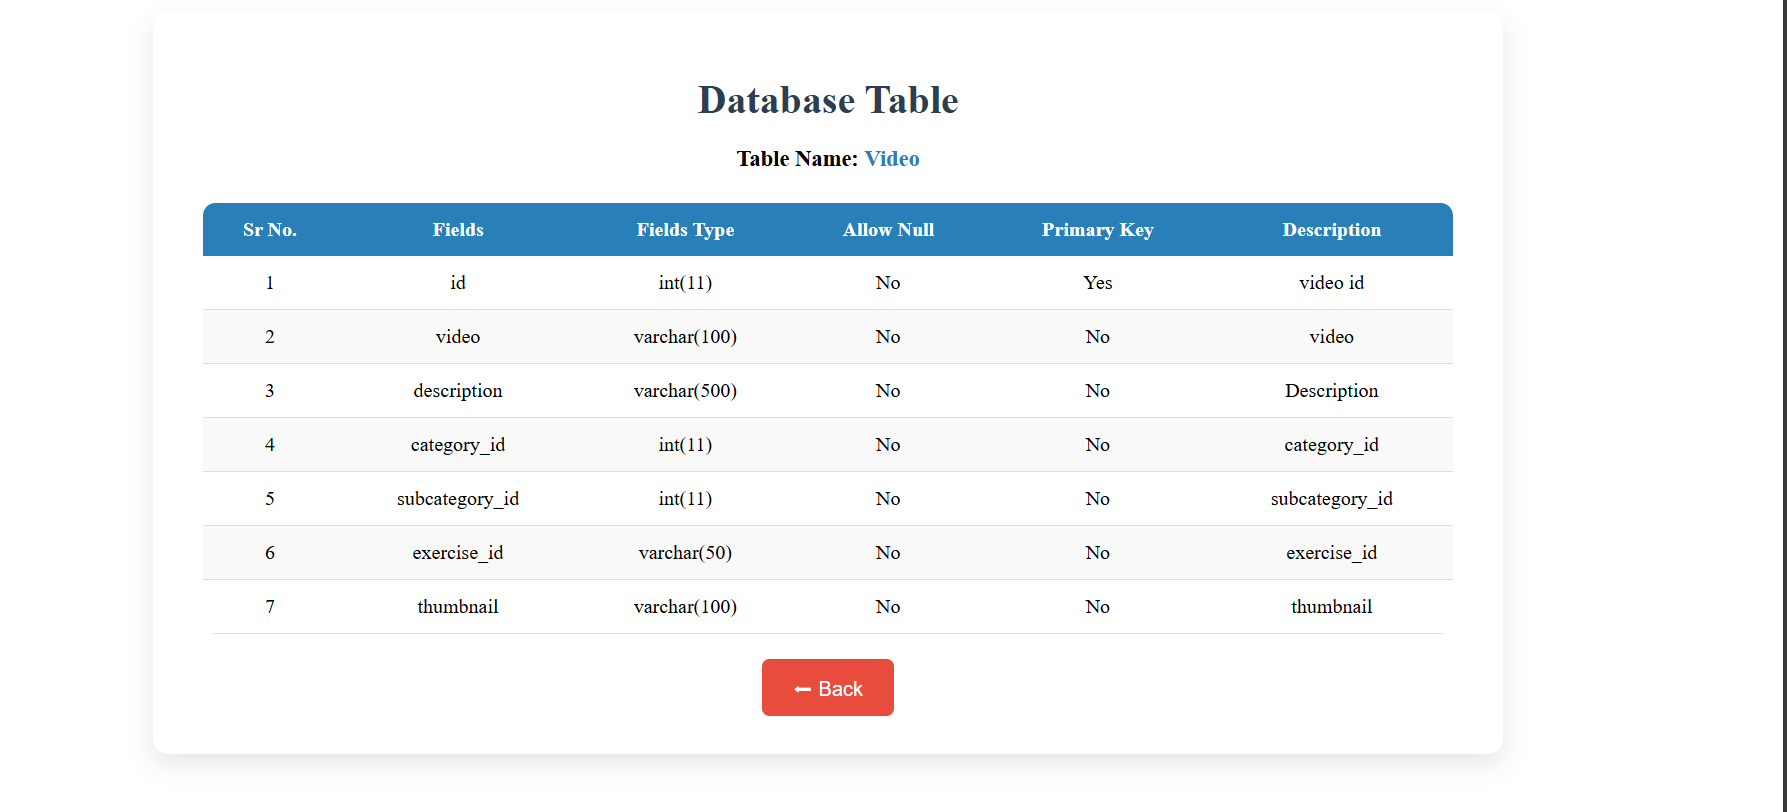 Database Table
Table Name: Video
Sr No. Fields Fields Type Allow Null Primary Key Description
1 id int(11) No Yes video id
2 video varchar(100) No No video
3 description varchar(500) No No Description
4 category_id int(11) No No category_id
5 subcategory_id int(11) No No subcategory_id
6 exercise_id varchar(50) No No exercise_id
7 thumbnail varchar(100) No No thumbnail
⬅ Back